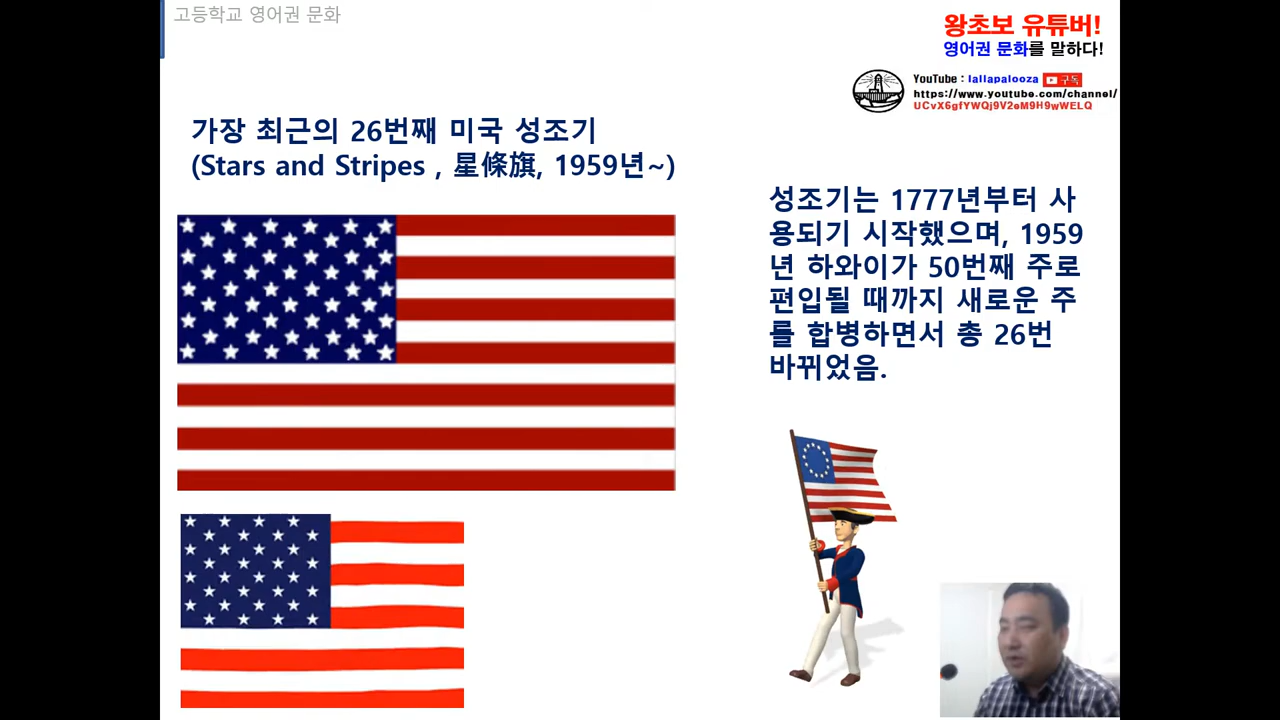 고등학교 영어권 문화
왕초보 유튜버!
영어권 문화를 말하다!
YouTube : lallapalooza 구독
https://www.youtube.com/channel/
UCvX6gfYWQj9V2eM9H9wWELQ
가장 최근의 26번째 미국 성조기
(Stars and Stripes , 星條旗, 1959년~)
성조기는 1777년부터 사
용되기 시작했으며, 1959
년 하와이가 50번째 주로
편입될 때까지 새로운 주
를 합병하면서 총 26번
바뀌었음.